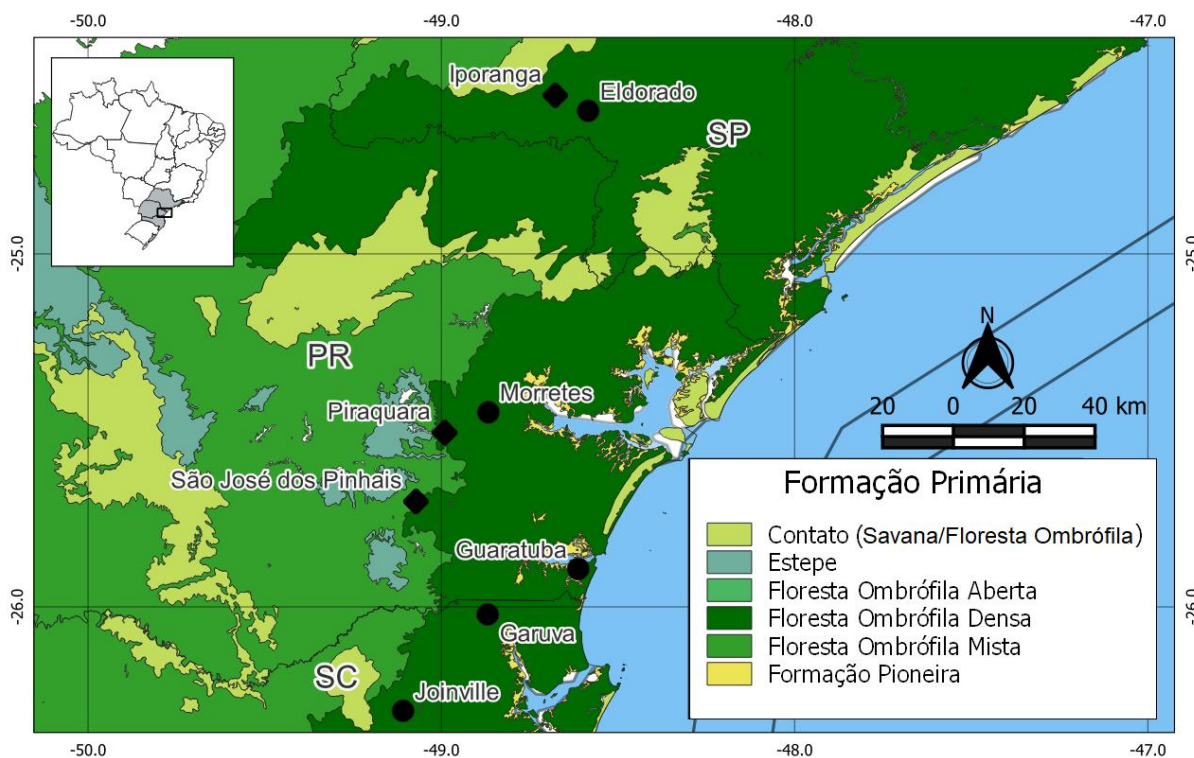 -50.0
-49.0
-48.0
-47.0
Iporanga
Eldorado
SP
-25.0
-25.0
PR
N
Morretes
Piraquara
20 0 20 40 km
São José dos Pinhais
Formação Primária
Contato (Savana/Floresta Ombrófila)
Guaratuba
Estepe
Floresta Ombrófila Aberta
-26.0
-26.0
Floresta Ombrófila Densa
Garuva
Floresta Ombrófila Mista
SC
Formação Pioneira
Joinville
-50.0
-49.0
-48.0
-47.0